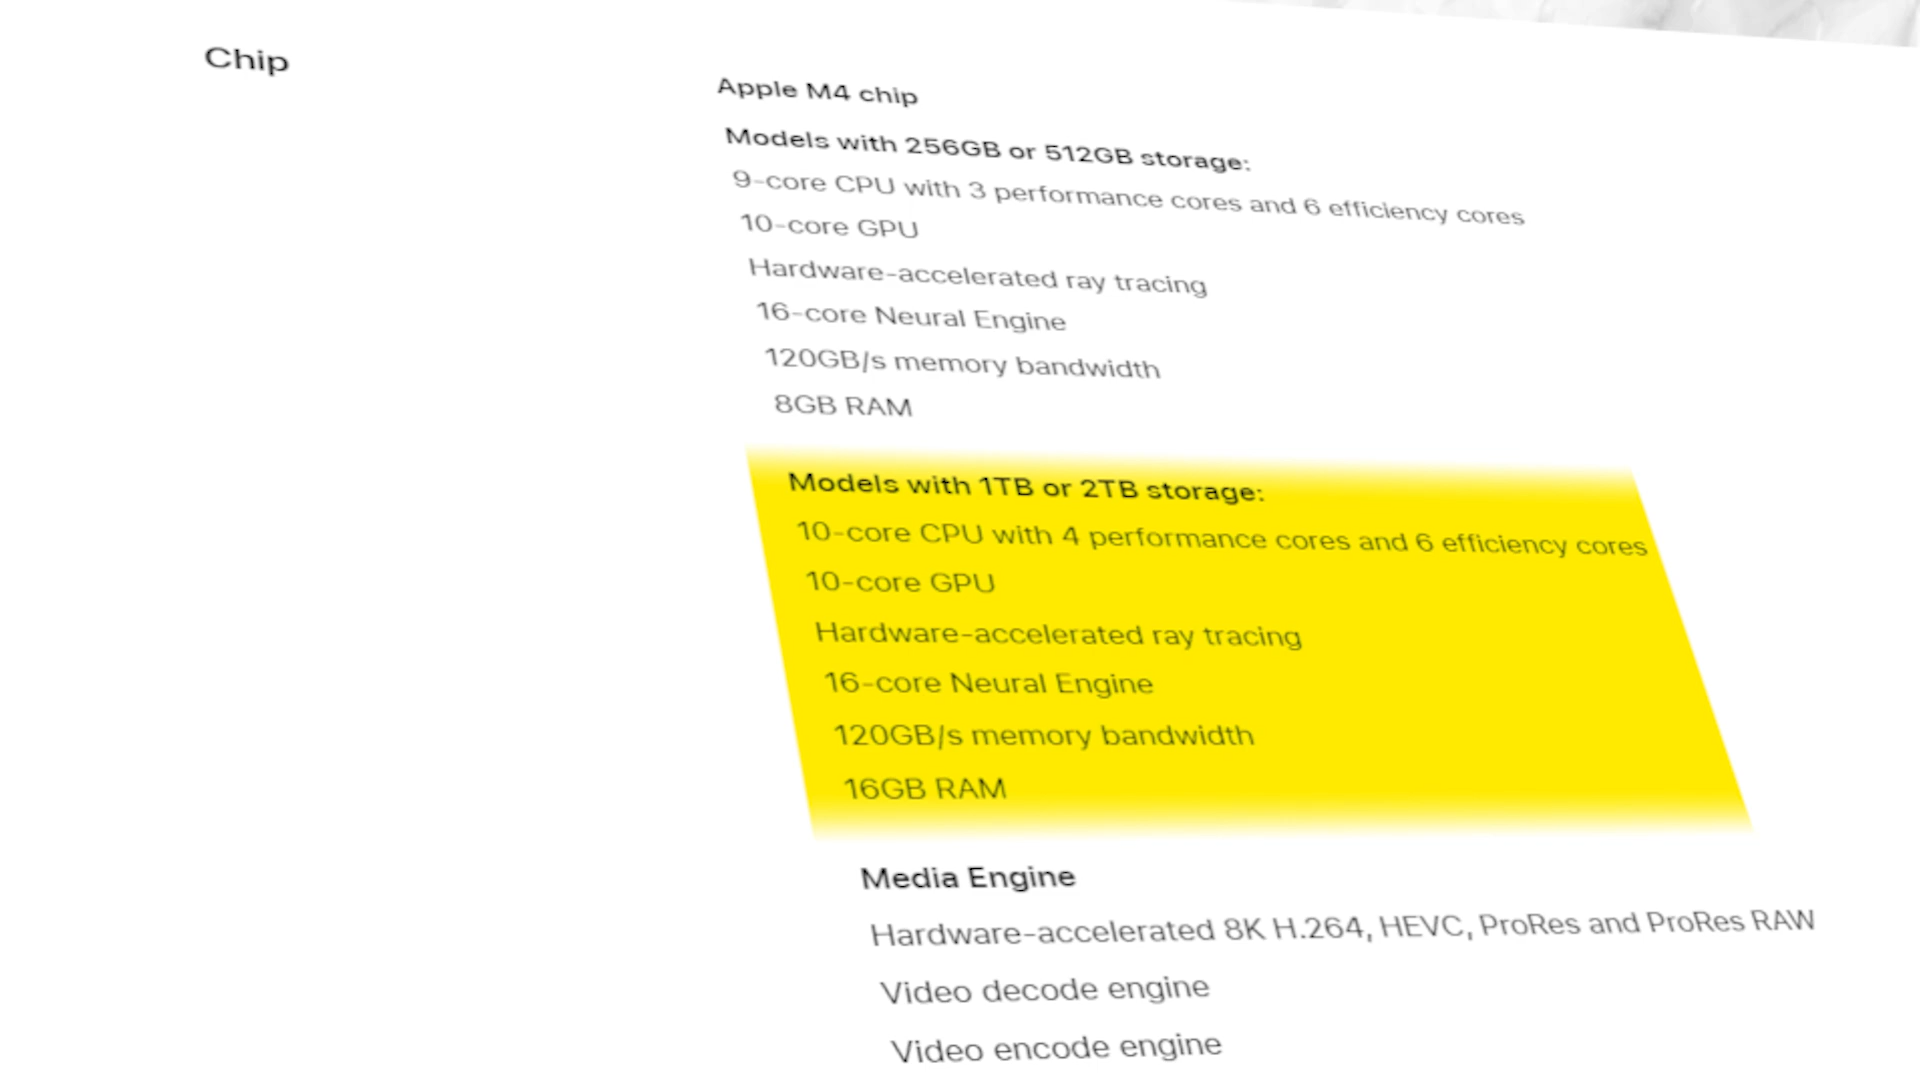 Chip
Apple M4 chip
Models with 256GB or 512GB storage:
9-core CPU with 3 performance cores and 6 efficiency cores
10-core GPU
Hardware-accelerated ray tracing
16-core Neural Engine
120GB/s memory bandwidth
8GB RAM
Models with 1TB or 2TB storage:
10-core CPU with 4 performance cores and 6 efficiency cores
10-core GPU
Hardware-accelerated ray tracing
16-core Neural Engine
120GB/s memory bandwidth
16GB RAM
Media Engine
Hardware-accelerated 8K H.264, HEVC, ProRes and ProRes RAW
Video decode engine
Video encode engine